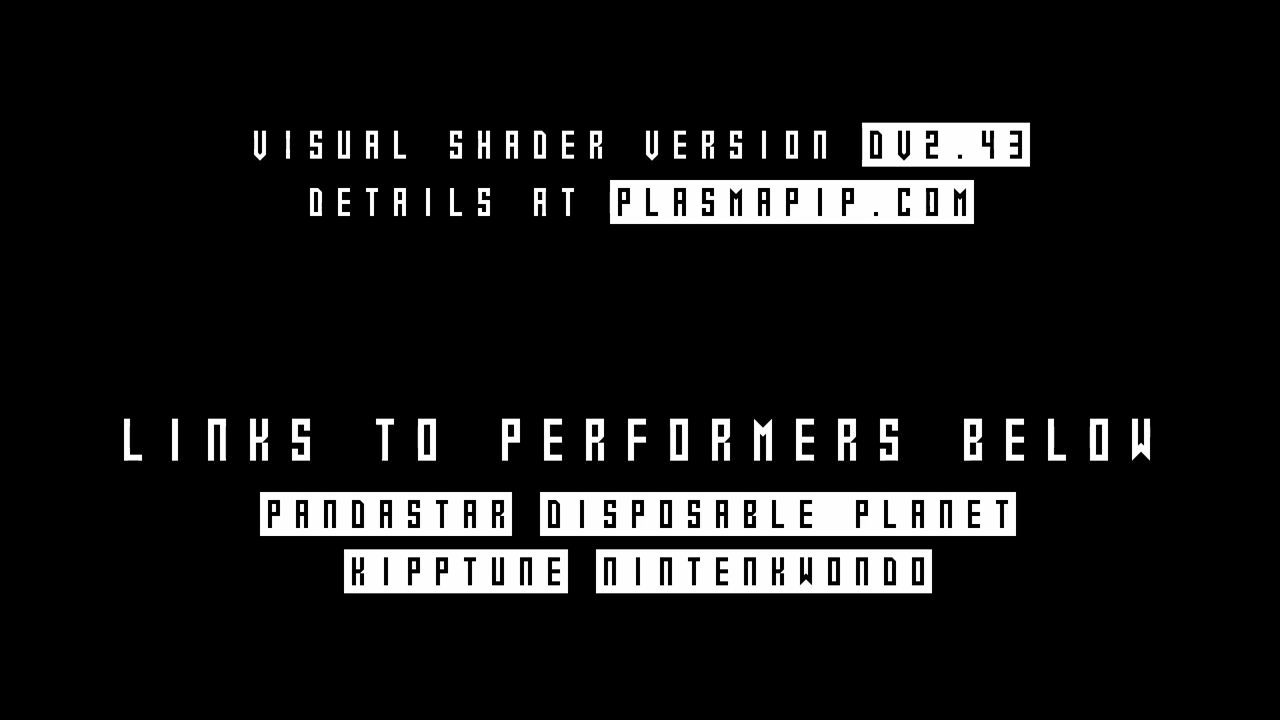 VISUAL SHADER VERSION DV2.43
DETAILS AT PLASMAPIP.COM
LINKS TO PERFORMERS BELOW
PANDASTAR DISPOSABLE PLANET
KIPPTUNE NINTENKWONDO